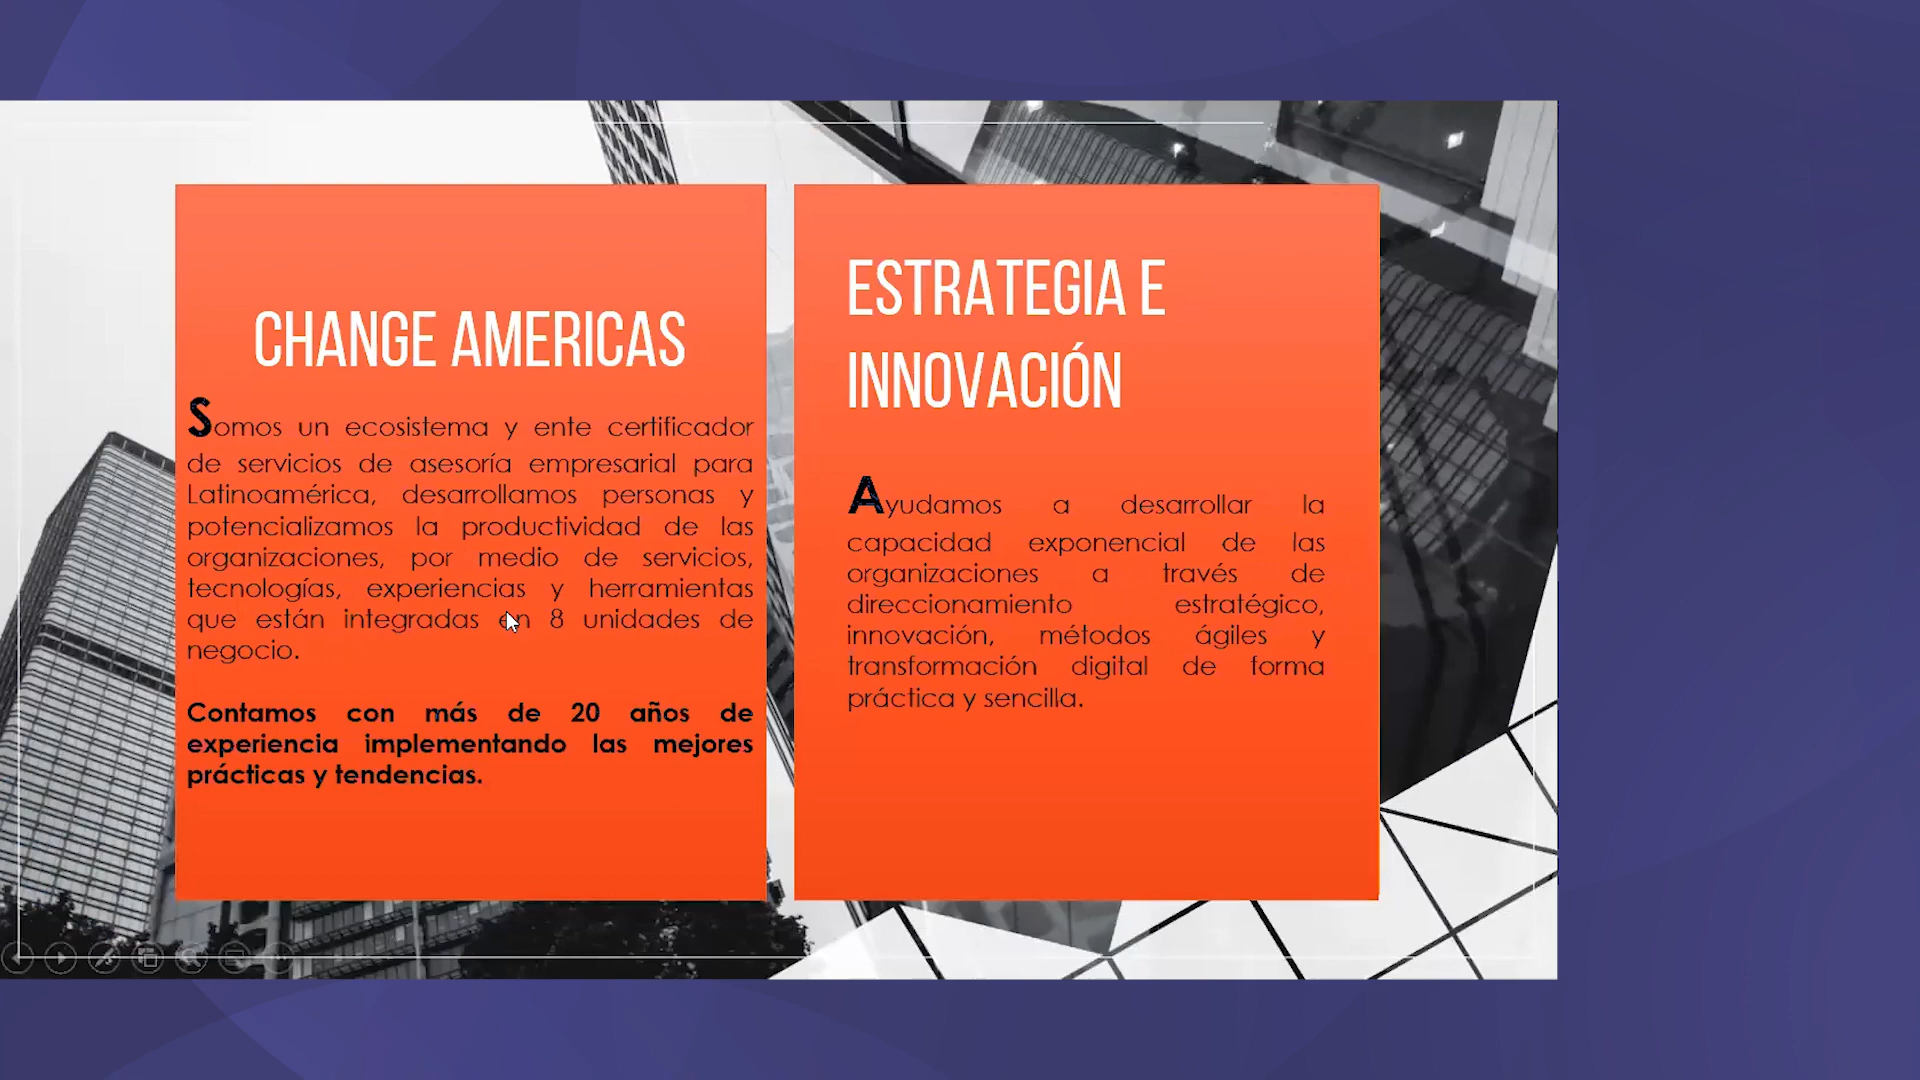 CHANGE AMERICAS
Somos un ecosistema y ente certificador
de servicios de asesoría empresarial para
Latinoamérica, desarrollamos personas y
potencializamos la productividad de las
organizaciones, por medio de servicios,
tecnologías, experiencias y herramientas
que están integradas en 8 unidades de
negocio.
Contamos con más de 20 años de
experiencia implementando las mejores
prácticas y tendencias.
ESTRATEGIA E
INNOVACIÓN
Ayudamos a desarrollar la
capacidad exponencial de las
organizaciones a través de
direccionamiento estratégico,
innovación, métodos ágiles y
transformación digital de forma
práctica y sencilla.